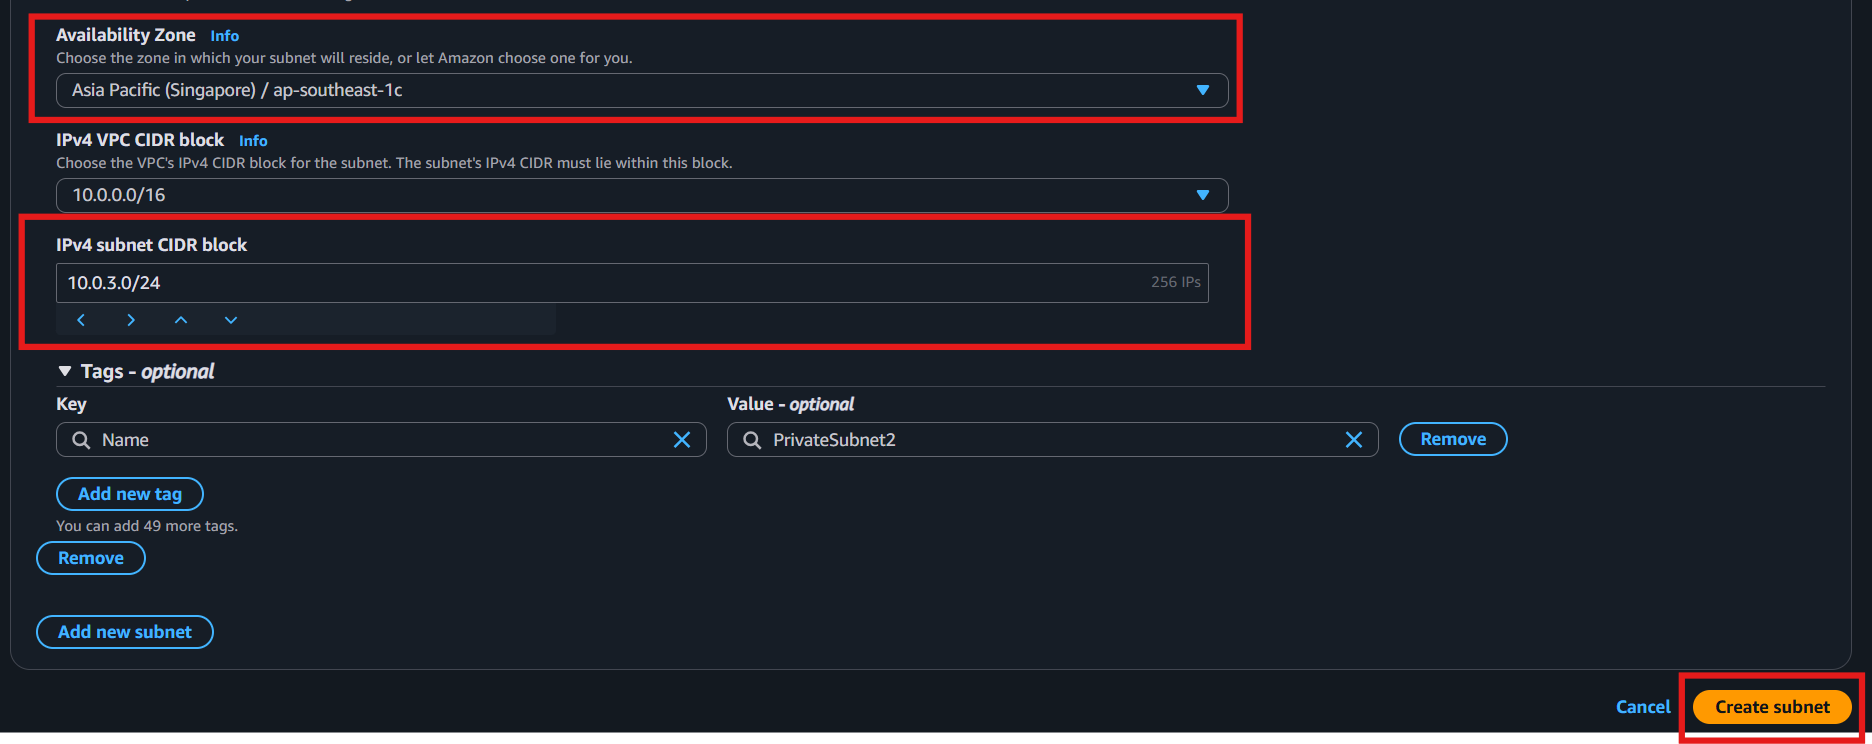 Availability Zone Info
Choose the zone in which your subnet will reside, or let Amazon choose one for you.
Asia Pacific (Singapore) / ap-southeast-1c
IPv4 VPC CIDR block Info
Choose the VPC's IPv4 CIDR block for the subnet. The subnet's IPv4 CIDR must lie within this block.
10.0.0.0/16
IPv4 subnet CIDR block
10.0.3.0/24 256 IPs
Tags - optional
Key Value - optional
Name PrivateSubnet2 Remove
Add new tag
You can add 49 more tags.
Remove
Add new subnet
Cancel Create subnet